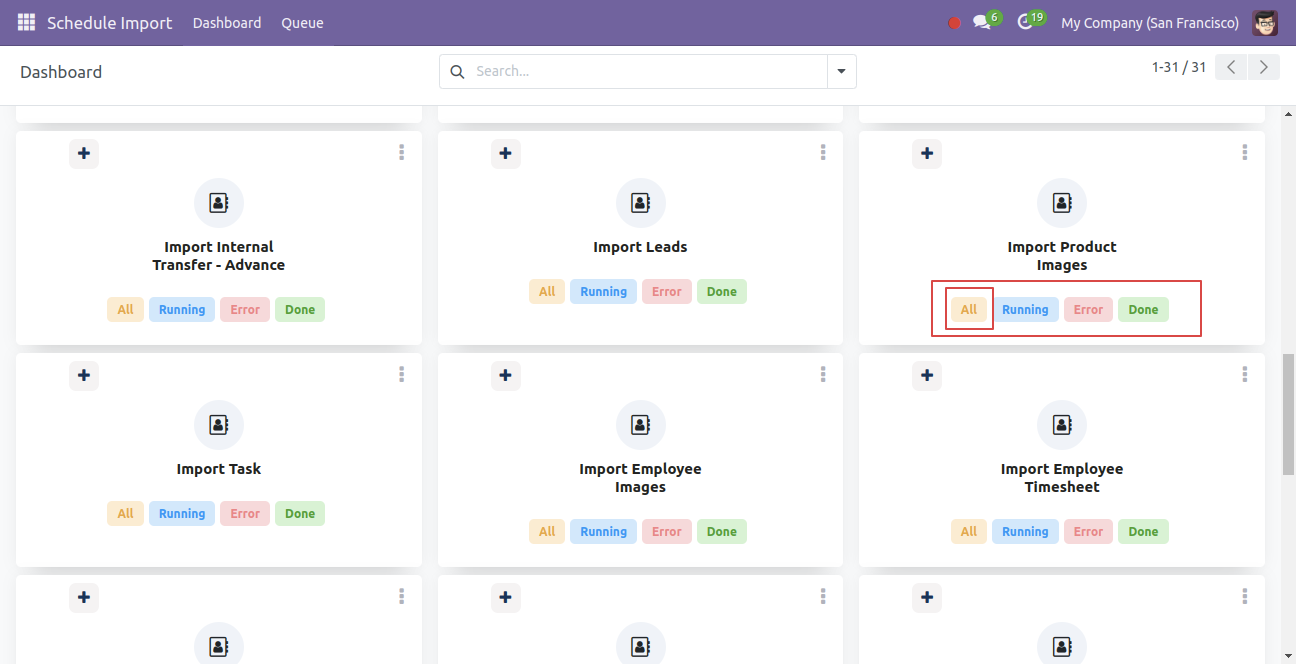 Schedule Import Dashboard Queue 6 19 My Company (San Francisco)
Dashboard Search... 1-31 / 31
Import Internal
Transfer - Advance
All Running Error Done
Import Leads
All Running Error Done
Import Product
Images
All Running Error Done
Import Task
All Running Error Done
Import Employee
Images
All Running Error Done
Import Employee
Timesheet
All Running Error Done